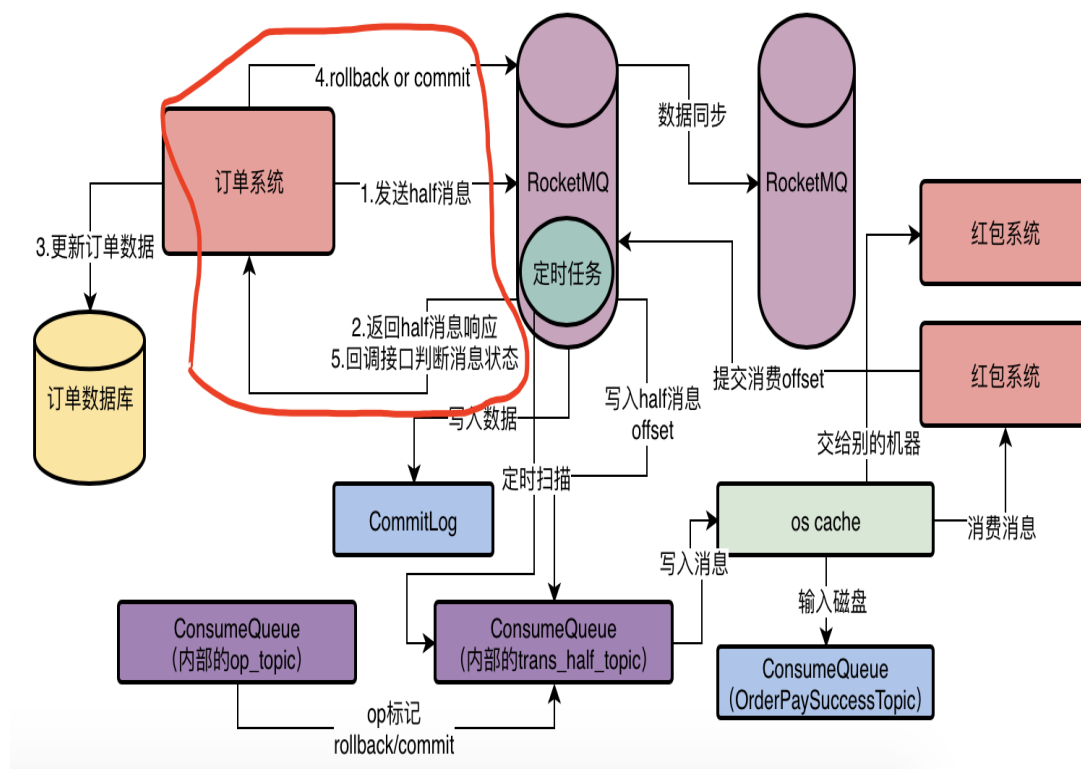 4.rollback or commit
数据同步
订单系统
1.发送half消息
RocketMQ
RocketMQ
红包系统
3.更新订单数据
定时任务
2.返回half消息响应
5.回调接口判断消息状态
订单数据库
提交消费offset
红包系统
写入half消息
offset
写入数据
交给别的机器
定时扫描
CommitLog
os cache
消费消息
写入消息
输入磁盘
ConsumeQueue
（内部的op_topic）
ConsumeQueue
（内部的trans_half_topic）
ConsumeQueue
（OrderPaySuccessTopic）
op标记
rollback/commit